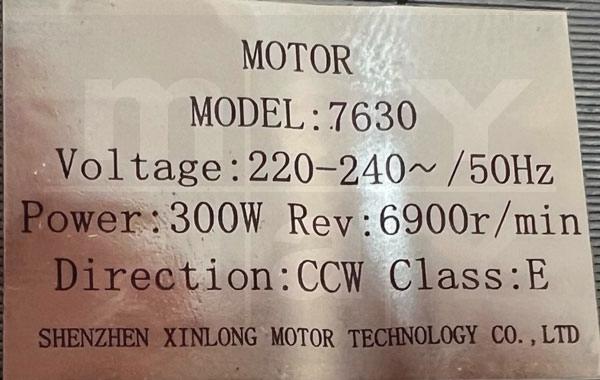 MOTOR
MODEL:7630
Voltage:220-240~/50Hz
Power:300W Rev:6900r/min
Direction:CCW Class:E
SHENZHEN XINLONG MOTOR TECHNOLOGY CO.,LTD